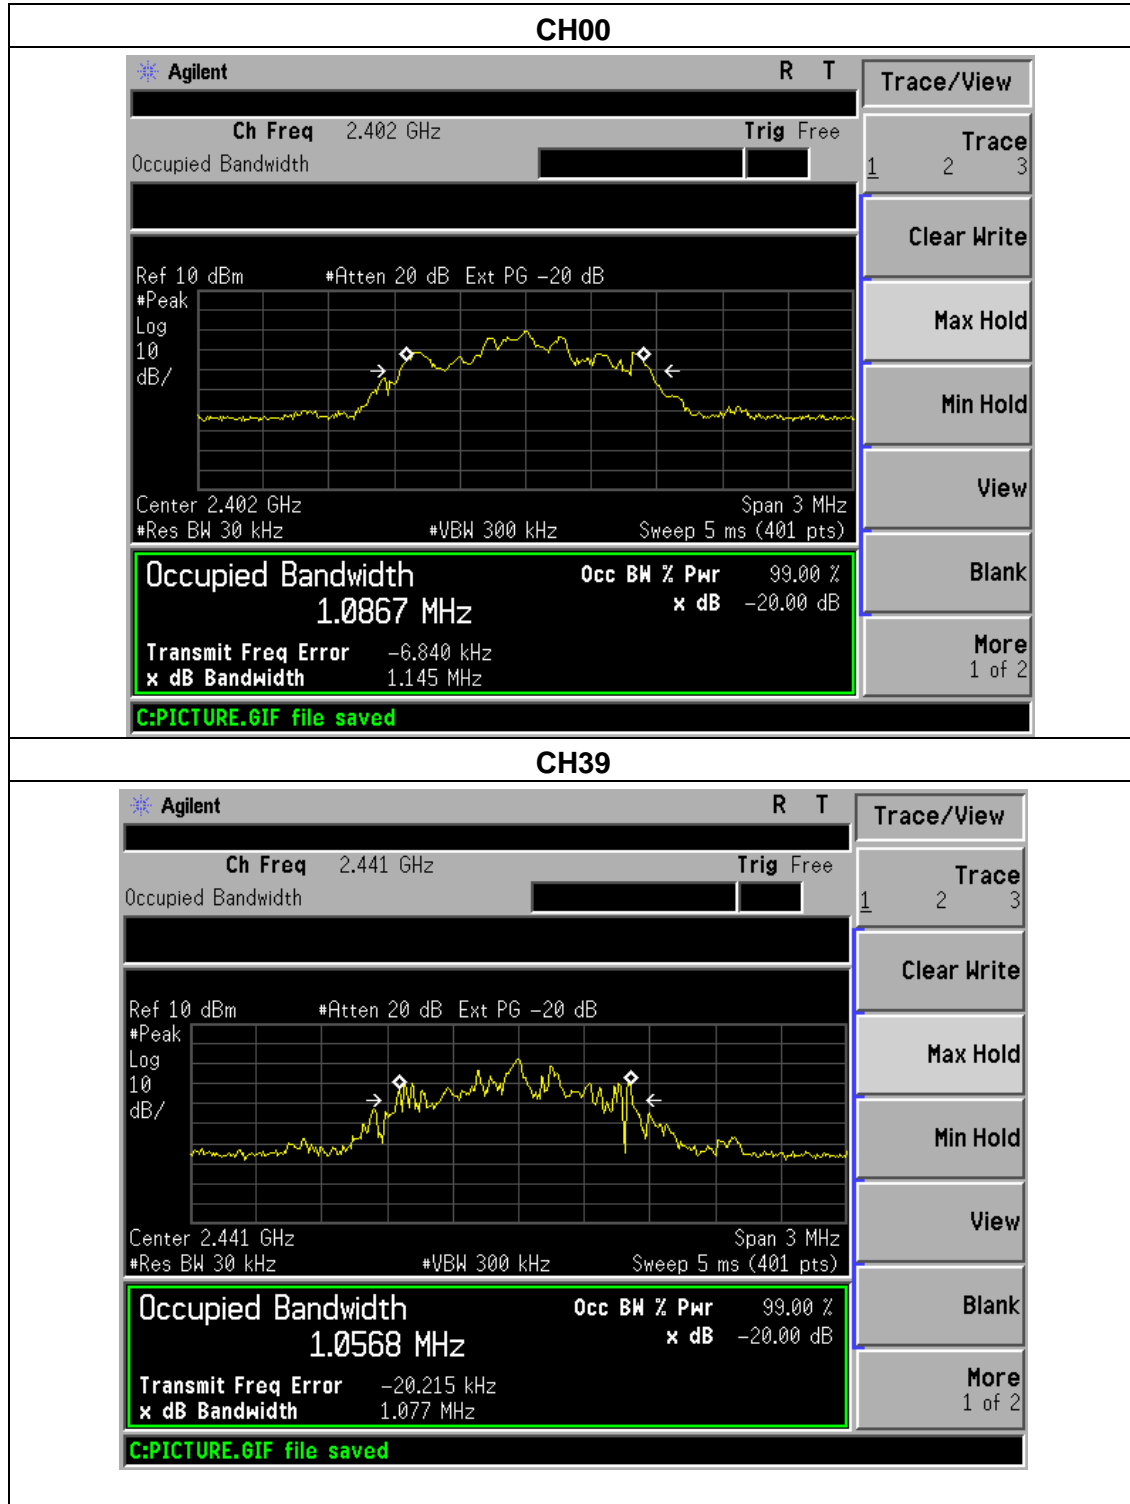 CH00
Agilent R T
Trace/View
Ch Freq 2.402 GHz Trig Free
Occupied Bandwidth
Trace
1 2 3
Clear Write
Ref 10 dBm #Atten 20 dB Ext PG -20 dB
#Peak
Log
10
dB/
Max Hold
Min Hold
View
Center 2.402 GHz Span 3 MHz
#Res BW 30 kHz #VBW 300 kHz Sweep 5 ms (401 pts)
Occupied Bandwidth Occ BW % Pwr 99.00 %
1.0867 MHz x dB -20.00 dB
Blank
Transmit Freq Error -6.840 kHz
x dB Bandwidth 1.145 MHz
More
1 of 2
C:PICTURE.GIF file saved
CH39
Agilent R T
Trace/View
Ch Freq 2.441 GHz Trig Free
Occupied Bandwidth
Trace
1 2 3
Clear Write
Ref 10 dBm #Atten 20 dB Ext PG -20 dB
#Peak
Log
10
dB/
Max Hold
Min Hold
View
Center 2.441 GHz Span 3 MHz
#Res BW 30 kHz #VBW 300 kHz Sweep 5 ms (401 pts)
Occupied Bandwidth Occ BW % Pwr 99.00 %
1.0568 MHz x dB -20.00 dB
Blank
Transmit Freq Error -20.215 kHz
x dB Bandwidth 1.077 MHz
More
1 of 2
C:PICTURE.GIF file saved